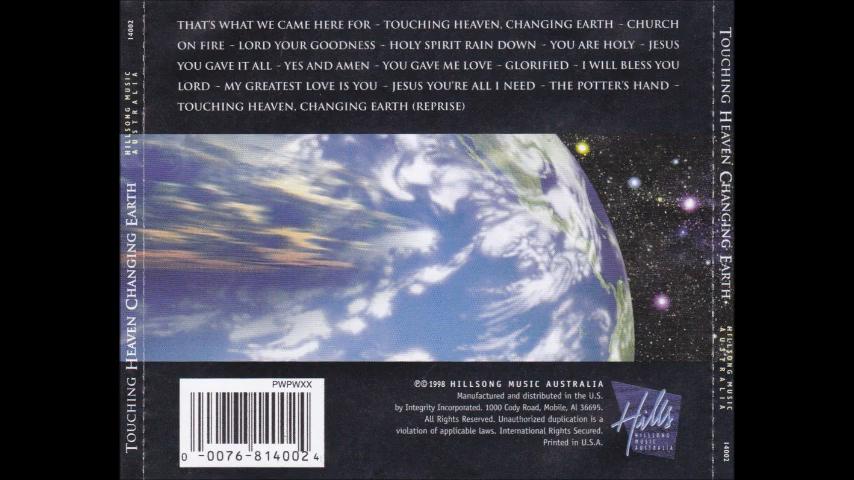 THAT'S WHAT WE CAME HERE FOR – TOUCHING HEAVEN, CHANGING EARTH – CHURCH
ON FIRE – LORD YOUR GOODNESS – HOLY SPIRIT RAIN DOWN – YOU ARE HOLY – JESUS
YOU GAVE IT ALL – YES AND AMEN – YOU GAVE ME LOVE – GLORIFIED – I WILL BLESS YOU
LORD – MY GREATEST LOVE IS YOU – JESUS YOU'RE ALL I NEED – THE POTTER'S HAND –
TOUCHING HEAVEN, CHANGING EARTH (REPRISE)
14002
HILLSONG MUSIC
AUSTRALIA
TOUCHING HEAVEN CHANGING EARTH
TOUCHING HEAVEN CHANGING EARTH
HILLSONG MUSIC
AUSTRALIA
14002
PWPWXX
0 -0076-814002 4
℗© 1998 HILLSONG MUSIC AUSTRALIA
Manufactured and distributed in the U.S.
by Integrity Incorporated. 1000 Cody Road, Mobile, Al 36695.
All Rights Reserved. Unauthorized duplication is a
violation of applicable laws. International Rights Secured.
Printed in U.S.A.
Hills
HILLSONG
MUSIC
AUSTRALIA